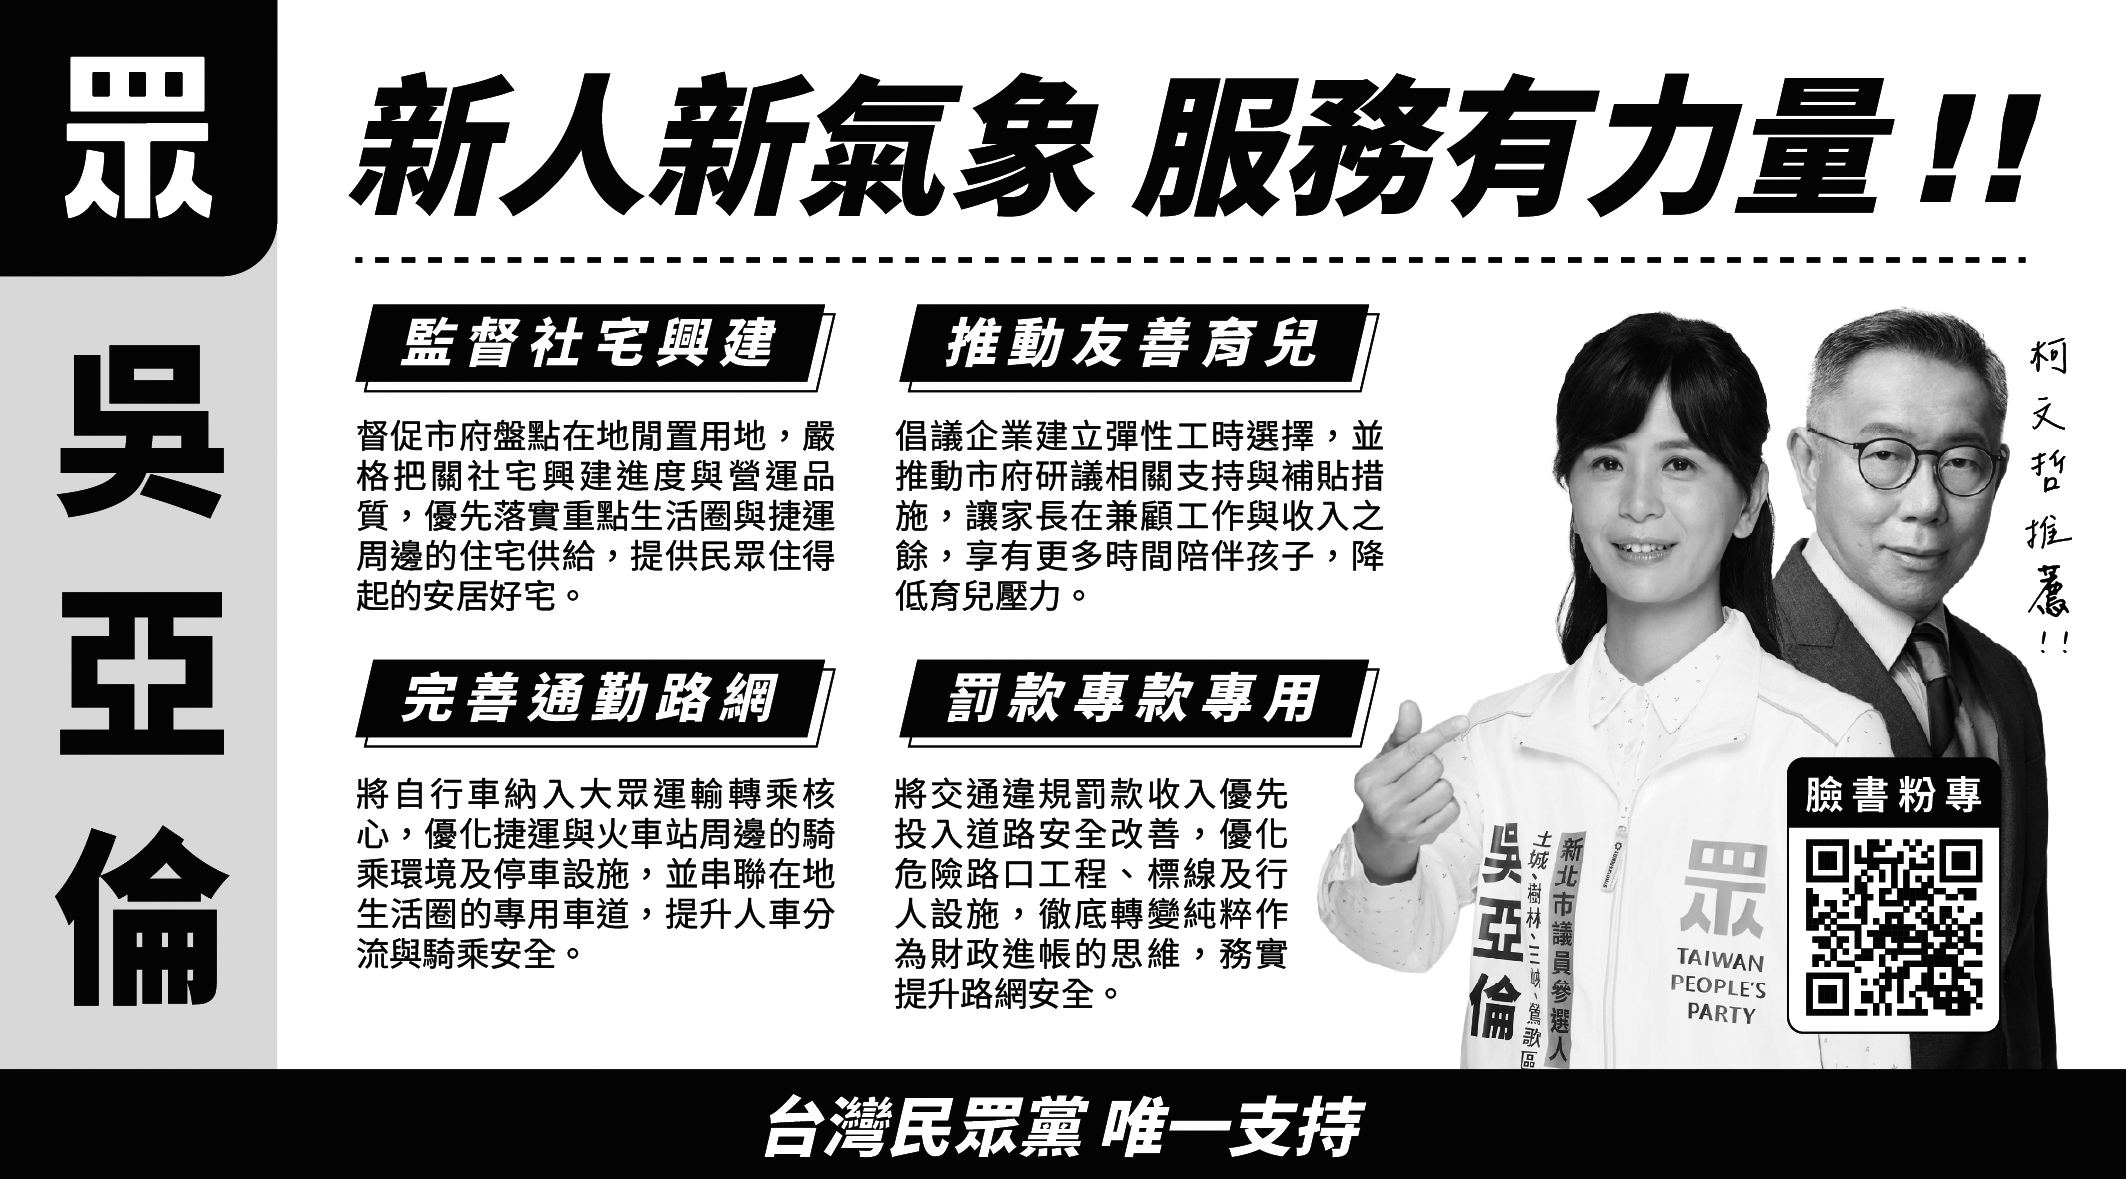 眾
吳亞倫
新人新氣象 服務有力量!!
監督社宅興建
督促市府盤點在地閒置用地，嚴
格把關社宅興建進度與營運品
質，優先落實重點生活圈與捷運
周邊的住宅供給，提供民眾住得
起的安居好宅。
推動友善育兒
倡議企業建立彈性工時選擇，並
推動市府研議相關支持與補貼措
施，讓家長在兼顧工作與收入之
餘，享有更多時間陪伴孩子，降
低育兒壓力。
完善通勤路網
將自行車納入大眾運輸轉乘核
心，優化捷運與火車站周邊的騎
乘環境及停車設施，並串聯在地
生活圈的專用車道，提升人車分
流與騎乘安全。
罰款專款專用
將交通違規罰款收入優先
投入道路安全改善，優化
危險路口工程、標線及行
人設施，徹底轉變純粹作
為財政進帳的思維，務實
提升路網安全。
柯文哲推薦!!
新北市議員參選人
土城、樹林、三峽、鶯歌區
吳亞倫
眾
TAIWAN
PEOPLE'S
PARTY
臉書粉專
台灣民眾黨 唯一支持